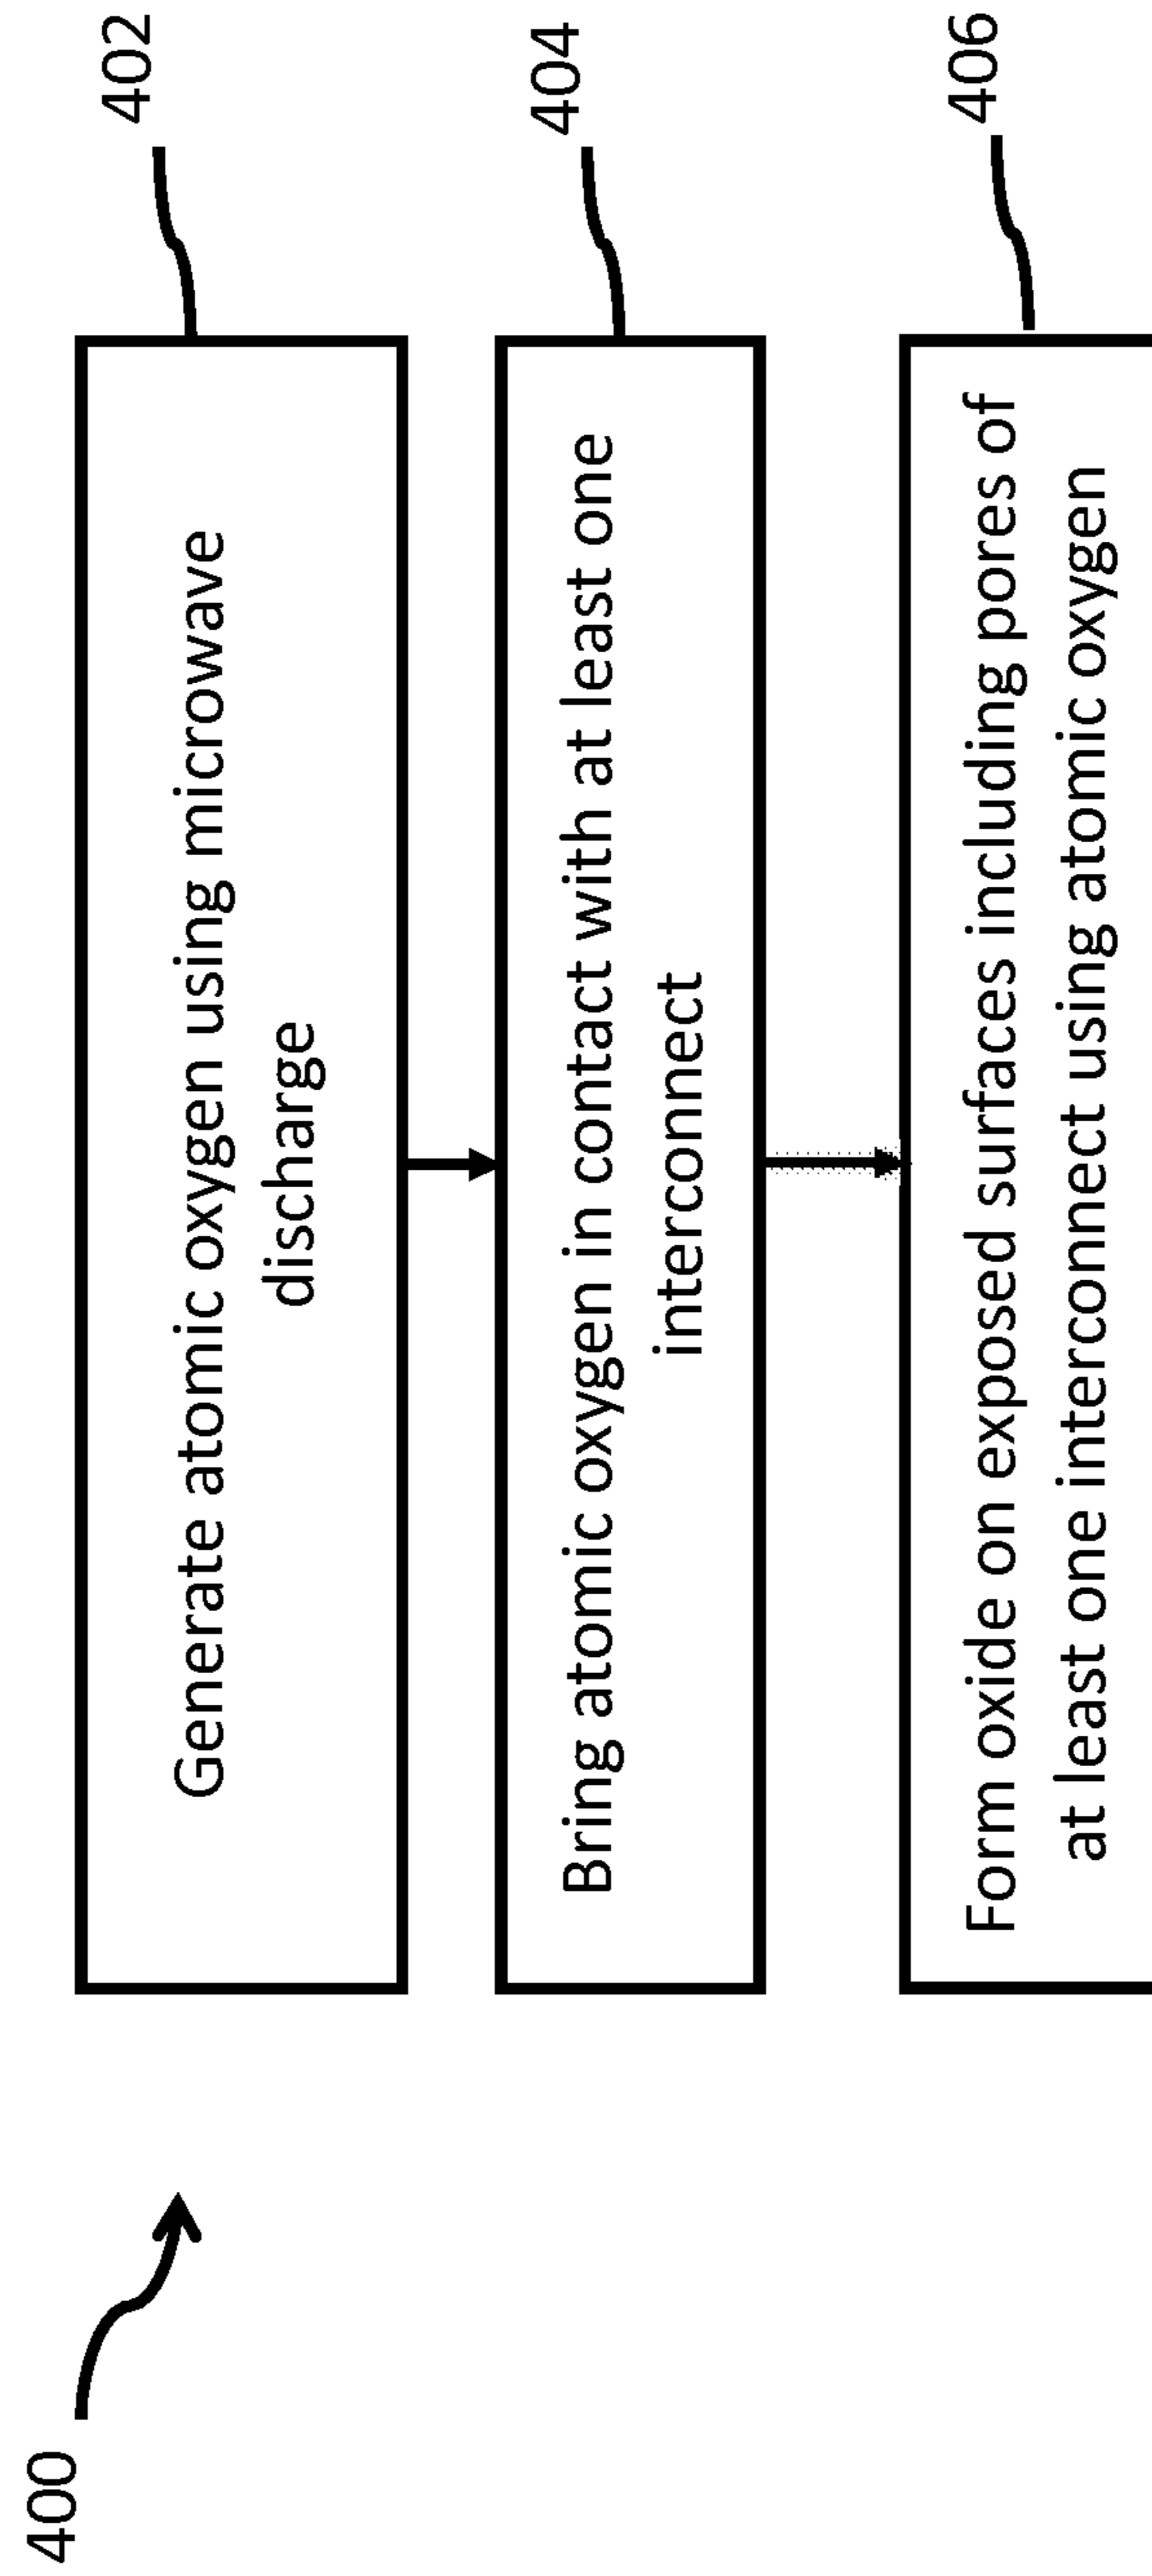 400
402
Generate atomic oxygen using microwave
discharge
404
Bring atomic oxygen in contact with at least one
interconnect
406
Form oxide on exposed surfaces including pores of
at least one interconnect using atomic oxygen